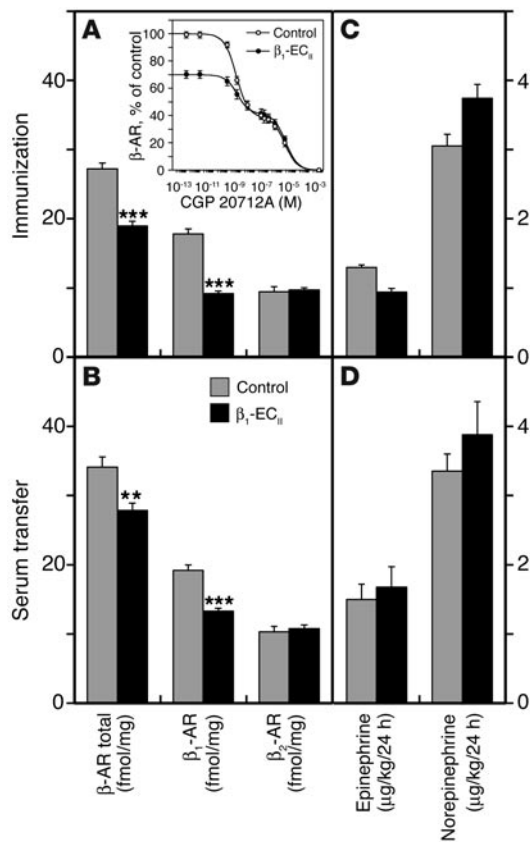 A
C
Control
β₁-EC_II
β-AR, % of control
100
80
60
40
20
0
10⁻¹³ 10⁻¹¹ 10⁻⁹ 10⁻⁷ 10⁻⁵ 10⁻³
CGP 20712A (M)
Immunization
40
20
0
4
2
0
B
D
Control
β₁-EC_II
Serum transfer
40
20
0
4
2
0
***
***
**
***
β-AR total
(fmol/mg)
β₁-AR
(fmol/mg)
β₂-AR
(fmol/mg)
Epinephrine
(μg/kg/24 h)
Norepinephrine
(μg/kg/24 h)